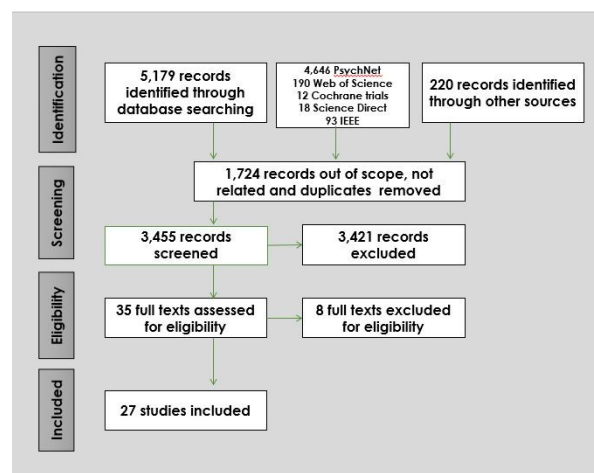 Identification
5,179 records
identified through
database searching
4,646 PsychNet
190 Web of Science
12 Cochrane trials
18 Science Direct
93 IEEE
220 records identified
through other sources
1,724 records out of scope, not
related and duplicates removed
Screening
3,455 records
screened
3,421 records
excluded
Eligibility
35 full texts assessed
for eligibility
8 full texts excluded
for eligibility
Included
27 studies included